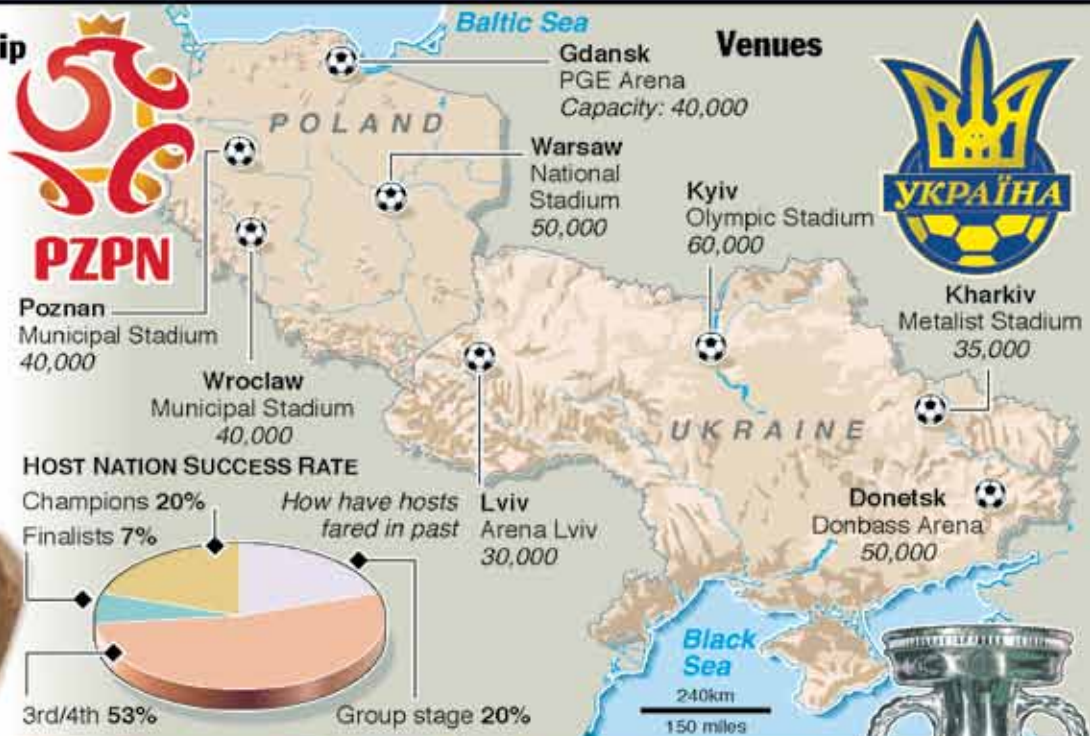 ip
Baltic Sea
Venues
Gdansk
PGE Arena
Capacity: 40,000
POLAND
Warsaw
National
Stadium
50,000
Kyiv
Olympic Stadium
60,000
УКРАЇНА
PZPN
Poznan
Municipal Stadium
40,000
Kharkiv
Metalist Stadium
35,000
Wroclaw
Municipal Stadium
40,000
UKRAINE
HOST NATION SUCCESS RATE
Champions 20%
Finalists 7%
How have hosts
fared in past
Lviv
Arena Lviv
30,000
Donetsk
Donbass Arena
50,000
3rd/4th 53%
Group stage 20%
Black
Sea
240km
150 miles